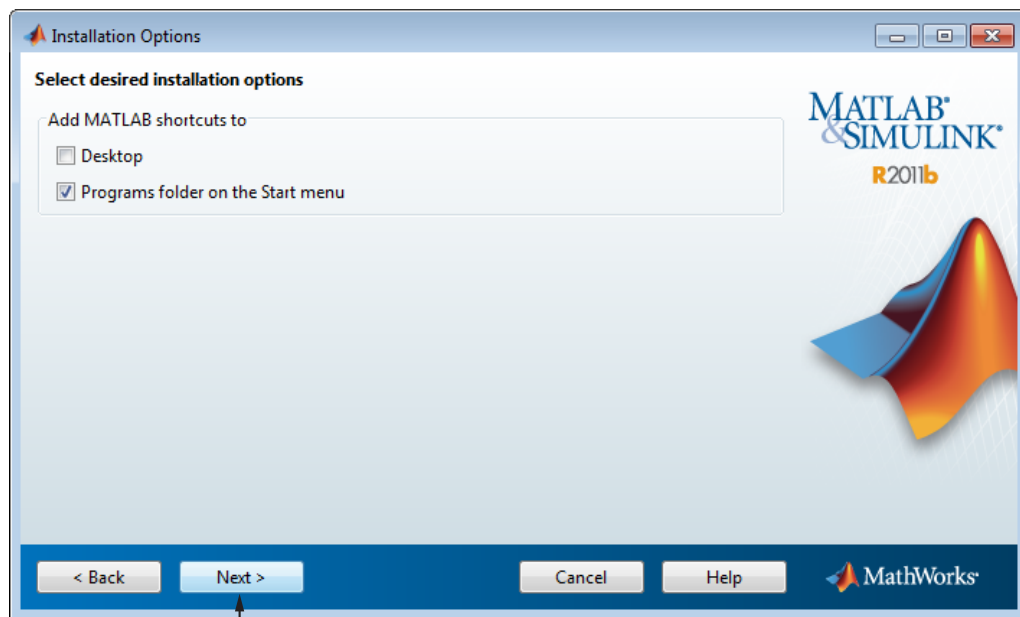 Installation Options
Select desired installation options
Add MATLAB shortcuts to
Desktop
Programs folder on the Start menu
MATLAB®
&SIMULINK®
R2011b
< Back
Next >
Cancel
Help
MathWorks®